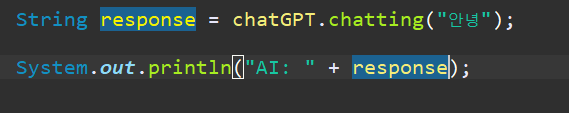 String response = chatGPT.chatting("안녕");
System.out.println("AI: " + response);